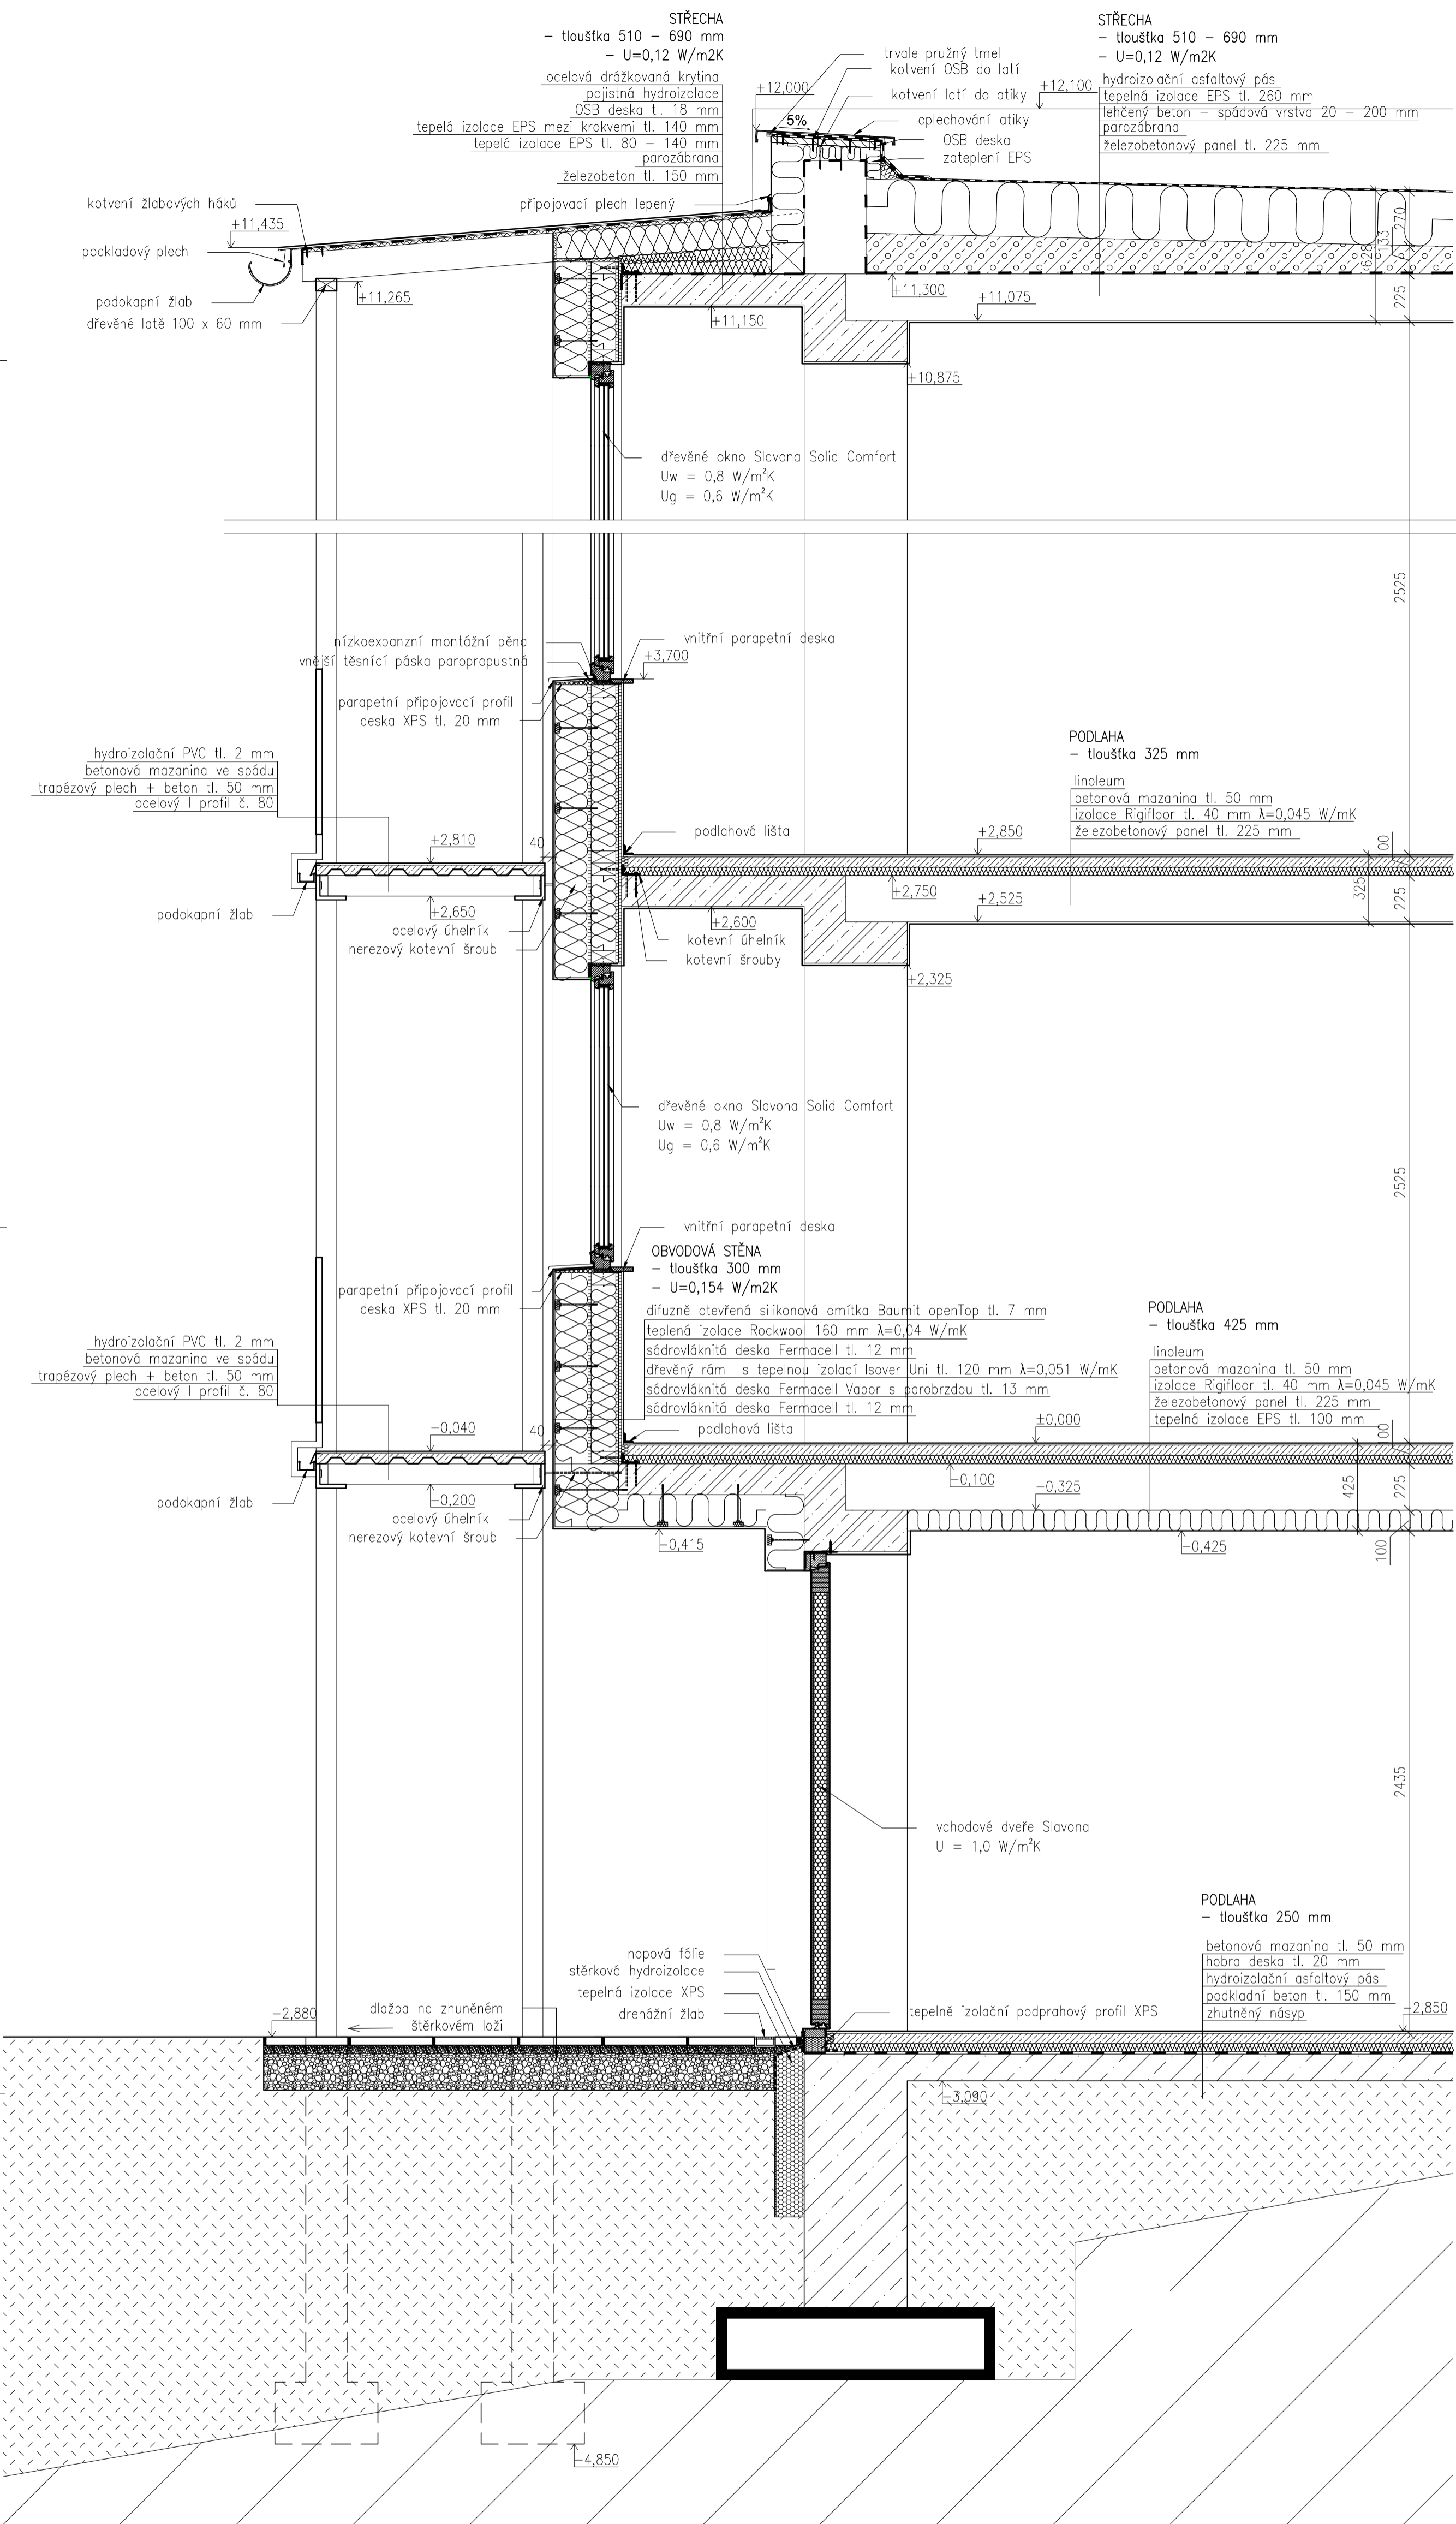 STŘECHA
– tloušťka 510 – 690 mm
– U=0,12 W/m2K
ocelová drážkovaná krytina
pojistná hydroizolace
OSB deska tl. 18 mm
tepelá izolace EPS mezi krokvemi tl. 140 mm
tepelá izolace EPS tl. 80 – 140 mm
parozábrana
železobeton tl. 150 mm
připojovací plech lepený
trvale pružný tmel
kotvení OSB do latí
kotvení latí do atiky
oplechování atiky
OSB deska
zateplení EPS
+12,000
5%
+12,100
STŘECHA
– tloušťka 510 – 690 mm
– U=0,12 W/m2K
hydroizolační asfaltový pás
tepelná izolace EPS tl. 260 mm
lehčený beton – spádová vrstva 20 – 200 mm
parozábrana
železobetonový panel tl. 225 mm
kotvení žlabových háků
+11,435
podkladový plech
podokapní žlab
dřevěné latě 100 x 60 mm
+11,265
+11,300
+11,075
+11,150
+10,875
270
133
628
225
dřevěné okno Slavona Solid Comfort
Uw = 0,8 W/m²K
Ug = 0,6 W/m²K
2525
nízkoexpanzní montážní pěna
vnější těsnící páska paropropustná
vnitřní parapetní deska
+3,700
parapetní připojovací profil
deska XPS tl. 20 mm
hydroizolační PVC tl. 2 mm
betonová mazanina ve spádu
trapézový plech + beton tl. 50 mm
ocelový I profil č. 80
PODLAHA
– tloušťka 325 mm
linoleum
betonová mazanina tl. 50 mm
izolace Rigifloor tl. 40 mm λ=0,045 W/mK
železobetonový panel tl. 225 mm
podlahová lišta
+2,810
40
+2,850
100
+2,750
325
225
podokapní žlab
+2,650
+2,600
+2,525
ocelový úhelník
nerezový kotevní šroub
kotevní úhelník
kotevní šrouby
+2,325
dřevěné okno Slavona Solid Comfort
Uw = 0,8 W/m²K
Ug = 0,6 W/m²K
2525
vnitřní parapetní deska
OBVODOVÁ STĚNA
– tloušťka 300 mm
– U=0,154 W/m2K
parapetní připojovací profil
deska XPS tl. 20 mm
difuzně otevřená silikonová omítka Baumit openTop tl. 7 mm
teplená izolace Rockwool 160 mm λ=0,04 W/mK
sádrovláknitá deska Fermacell tl. 12 mm
dřevěný rám s tepelnou izolací Isover Uni tl. 120 mm λ=0,051 W/mK
sádrovláknitá deska Fermacell Vapor s parobrzdou tl. 13 mm
sádrovláknitá deska Fermacell tl. 12 mm
podlahová lišta
PODLAHA
– tloušťka 425 mm
linoleum
betonová mazanina tl. 50 mm
izolace Rigifloor tl. 40 mm λ=0,045 W/mK
železobetonový panel tl. 225 mm
tepelná izolace EPS tl. 100 mm
hydroizolační PVC tl. 2 mm
betonová mazanina ve spádu
trapézový plech + beton tl. 50 mm
ocelový I profil č. 80
-0,040
40
±0,000
100
-0,100
-0,325
425
225
podokapní žlab
-0,200
ocelový úhelník
nerezový kotevní šroub
-0,415
-0,425
100
2435
vchodové dveře Slavona
U = 1,0 W/m²K
PODLAHA
– tloušťka 250 mm
betonová mazanina tl. 50 mm
hobra deska tl. 20 mm
hydroizolační asfaltový pás
podkladní beton tl. 150 mm
zhutněný násyp
-2,850
nopová fólie
stěrková hydroizolace
tepelná izolace XPS
drenážní žlab
tepelně izolační podprahový profil XPS
-2,880
dlažba na zhuněném
štěrkovém loži
-3,090
-4,850